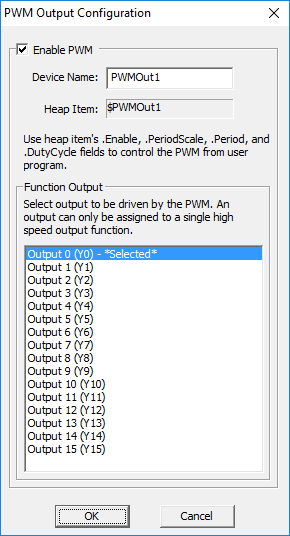 PWM Output Configuration
Enable PWM
Device Name: PWMOut1
Heap Item: $PWMOut1
Use heap item's .Enable, .PeriodScale, .Period, and
.DutyCycle fields to control the PWM from user
program.
Function Output
Select output to be driven by the PWM. An
output can only be assigned to a single high
speed output function.
Output 0 (Y0) - *Selected*
Output 1 (Y1)
Output 2 (Y2)
Output 3 (Y3)
Output 4 (Y4)
Output 5 (Y5)
Output 6 (Y6)
Output 7 (Y7)
Output 8 (Y8)
Output 9 (Y9)
Output 10 (Y10)
Output 11 (Y11)
Output 12 (Y12)
Output 13 (Y13)
Output 14 (Y14)
Output 15 (Y15)
OK Cancel